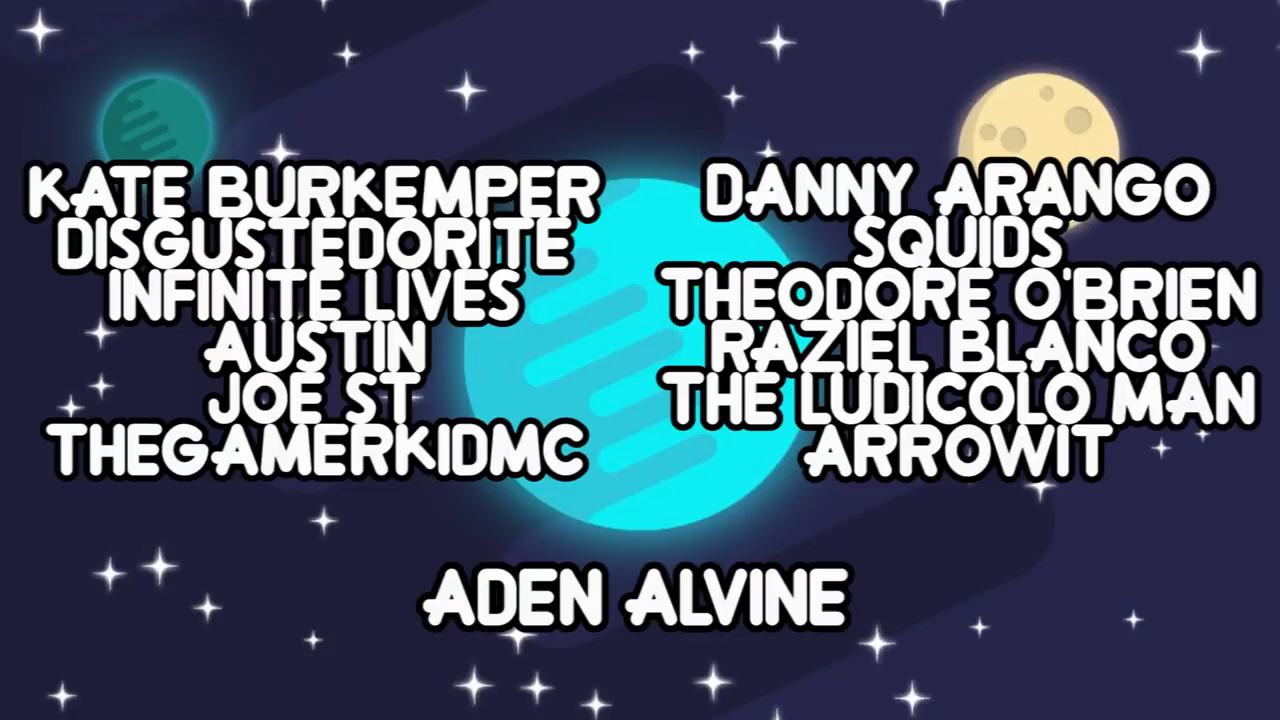 KATE BURKEMPER
DISGUSTEDORITE
INFINITE LIVES
AUSTIN
JOE ST
THEGAMERKIDMC
DANNY ARANGO
SQUIDS
THEODORE O'BRIEN
RAZIEL BLANCO
THE LUDICOLO MAN
ARROWIT
ADEN ALVINE